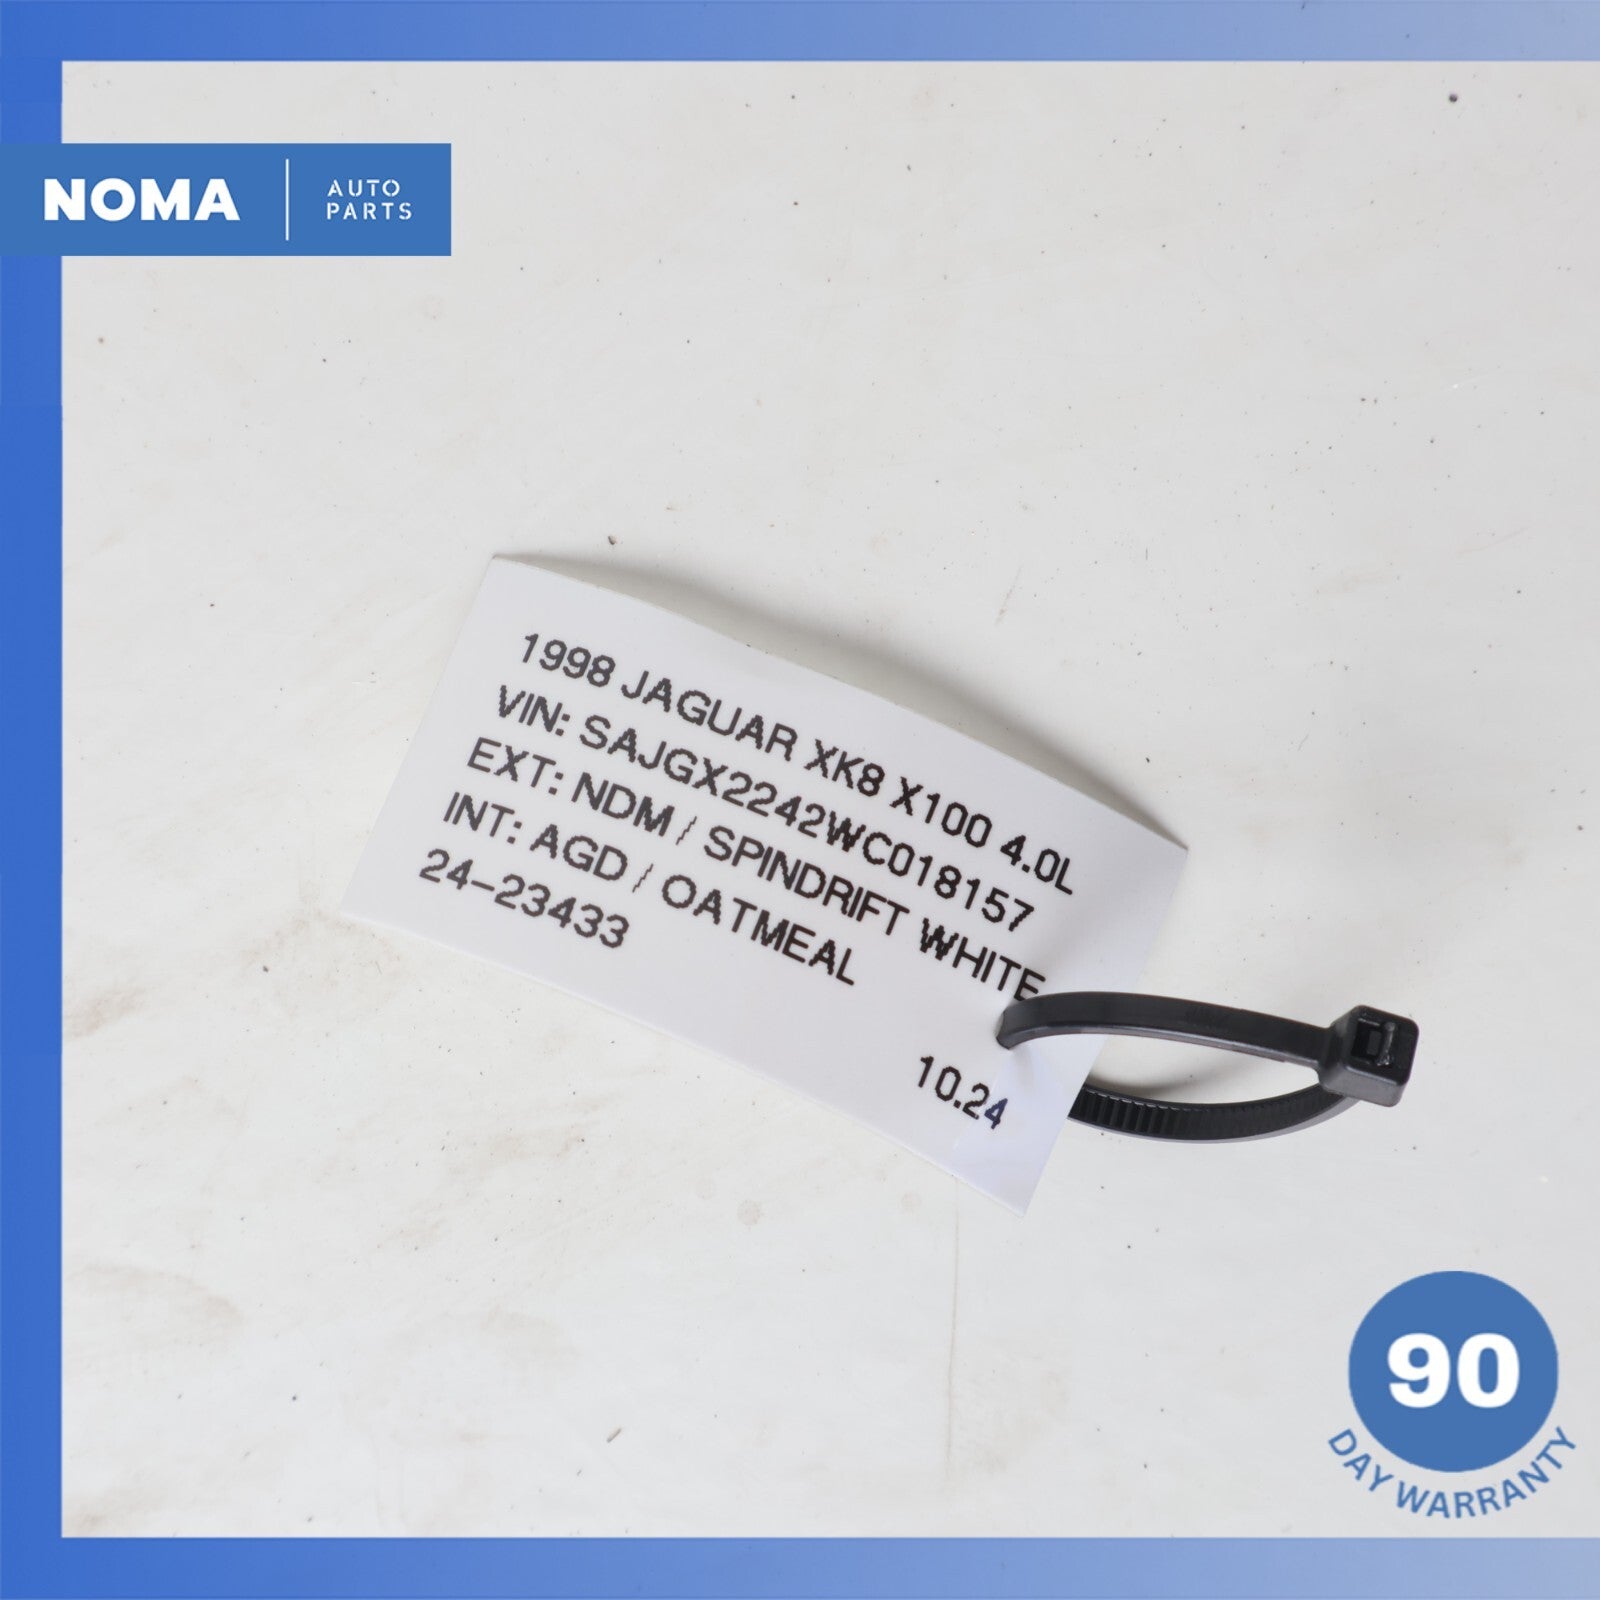 NOMA
AUTO
PARTS
1998 JAGUAR XK8 X100 4.0L
VIN: SAJGX2242WC018157
EXT: NDM / SPINDRIFT WHITE
INT: AGD / OATMEAL
24-23433
10.24
90
DAY WARRANTY